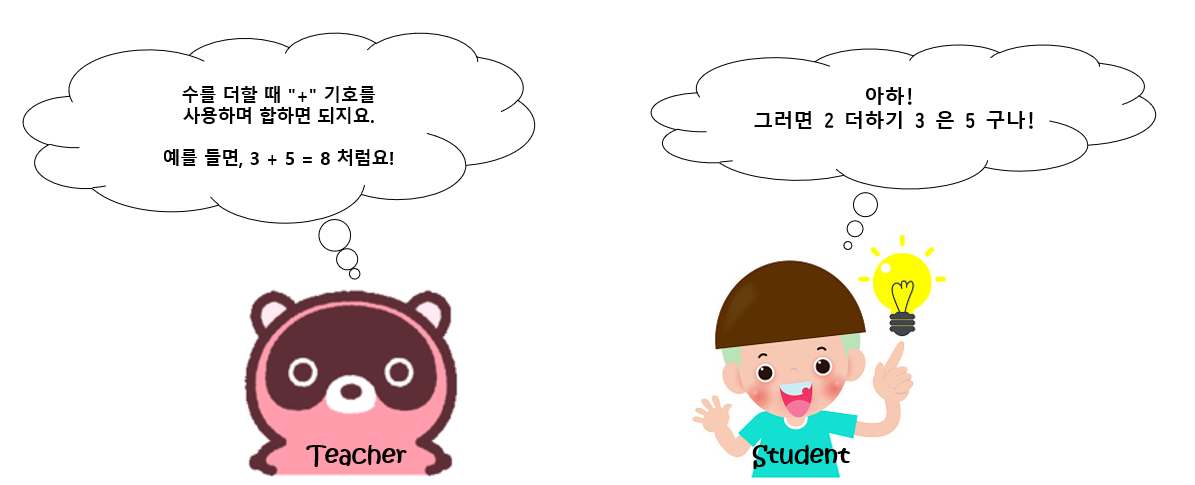 수를 더할 때 "+" 기호를
사용하며 합하면 되지요.
예를 들면, 3 + 5 = 8 처럼요!
아하!
그러면 2 더하기 3 은 5 구나!
Teacher
Student